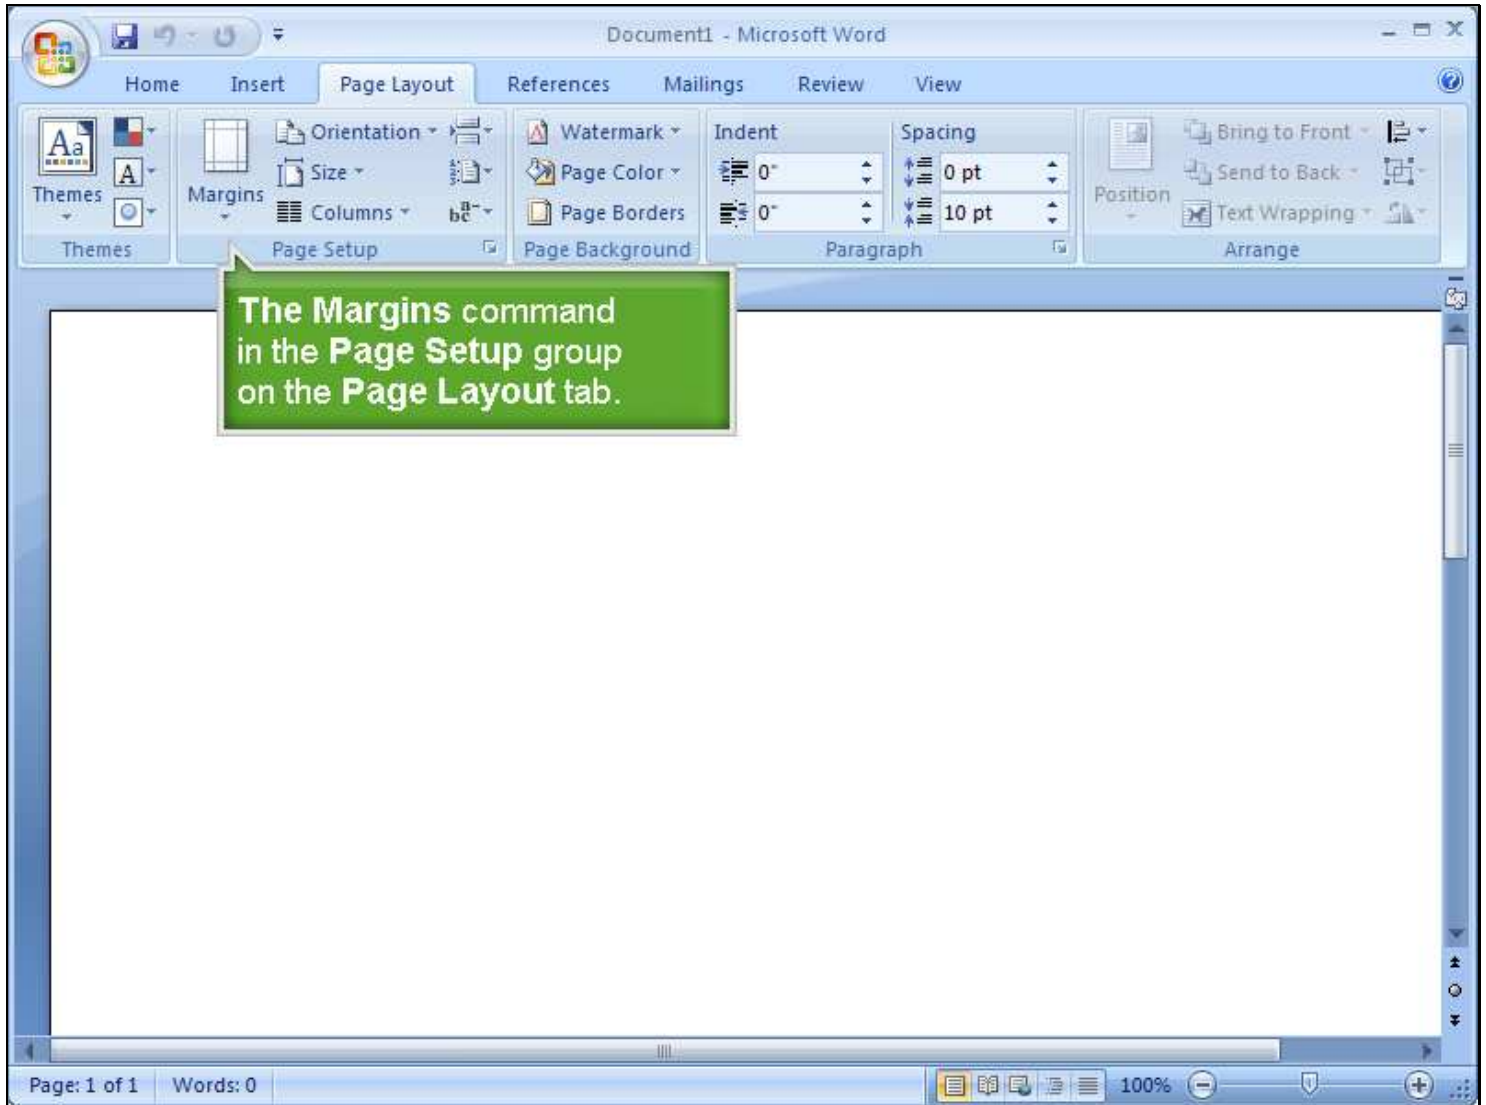 Document1 - Microsoft Word
Home Insert Page Layout References Mailings Review View
Aa
Themes
A
Themes
Margins
Orientation
Size
Columns
Page Setup
Watermark
Page Color
Page Borders
Page Background
Indent
0"
0"
Spacing
0 pt
10 pt
Paragraph
Position
Bring to Front
Send to Back
Text Wrapping
Arrange
The Margins command
in the Page Setup group
on the Page Layout tab.
Page: 1 of 1 Words: 0 100%